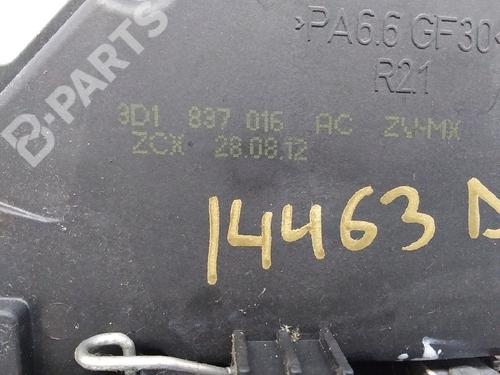 B-PARTS
>PA6.6 GF30<
R21
3D1 837 016 AC ZV-MX
ZCX 28.08.12
14463 D